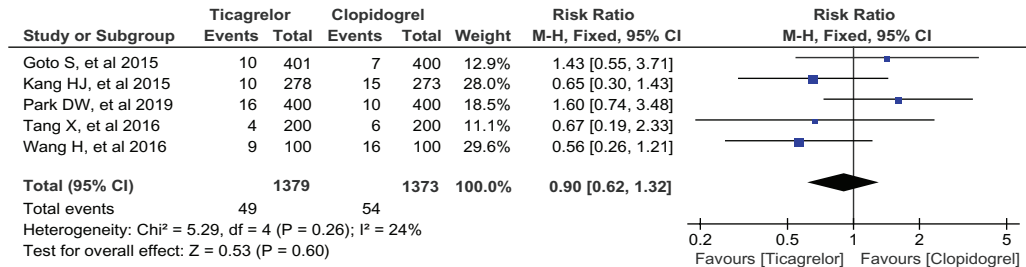 Ticagrelor Clopidogrel Risk Ratio Risk Ratio
Study or Subgroup Events Total Events Total Weight M-H, Fixed, 95% CI M-H, Fixed, 95% CI
Goto S, et al 2015 10 401 7 400 12.9% 1.43 [0.55, 3.71]
Kang HJ, et al 2015 10 278 15 273 28.0% 0.65 [0.30, 1.43]
Park DW, et al 2019 16 400 10 400 18.5% 1.60 [0.74, 3.48]
Tang X, et al 2016 4 200 6 200 11.1% 0.67 [0.19, 2.33]
Wang H, et al 2016 9 100 16 100 29.6% 0.56 [0.26, 1.21]
Total (95% CI) 1379 1373 100.0% 0.90 [0.62, 1.32]
Total events 49 54
Heterogeneity: Chi² = 5.29, df = 4 (P = 0.26); I² = 24%
Test for overall effect: Z = 0.53 (P = 0.60)
0.2 0.5 1 2 5
Favours [Ticagrelor] Favours [Clopidogrel]